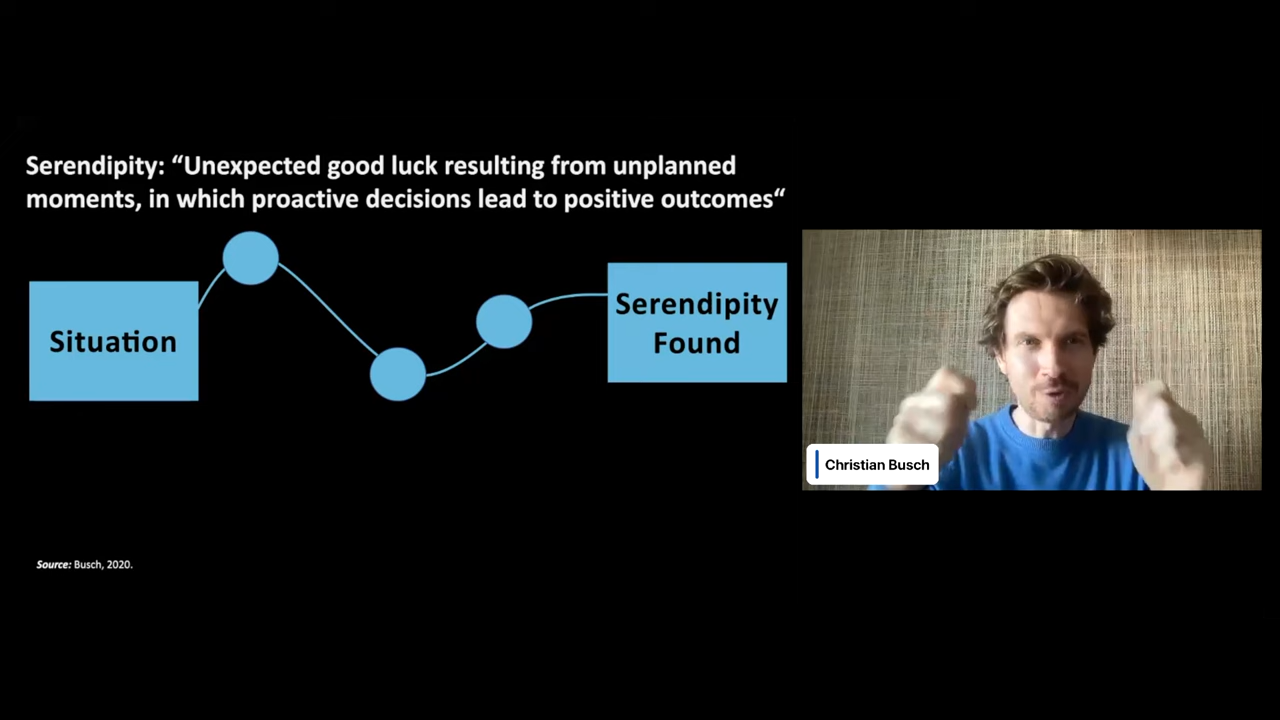 Serendipity: “Unexpected good luck resulting from unplanned
moments, in which proactive decisions lead to positive outcomes“
Situation
Serendipity
Found
Christian Busch
Source: Busch, 2020.